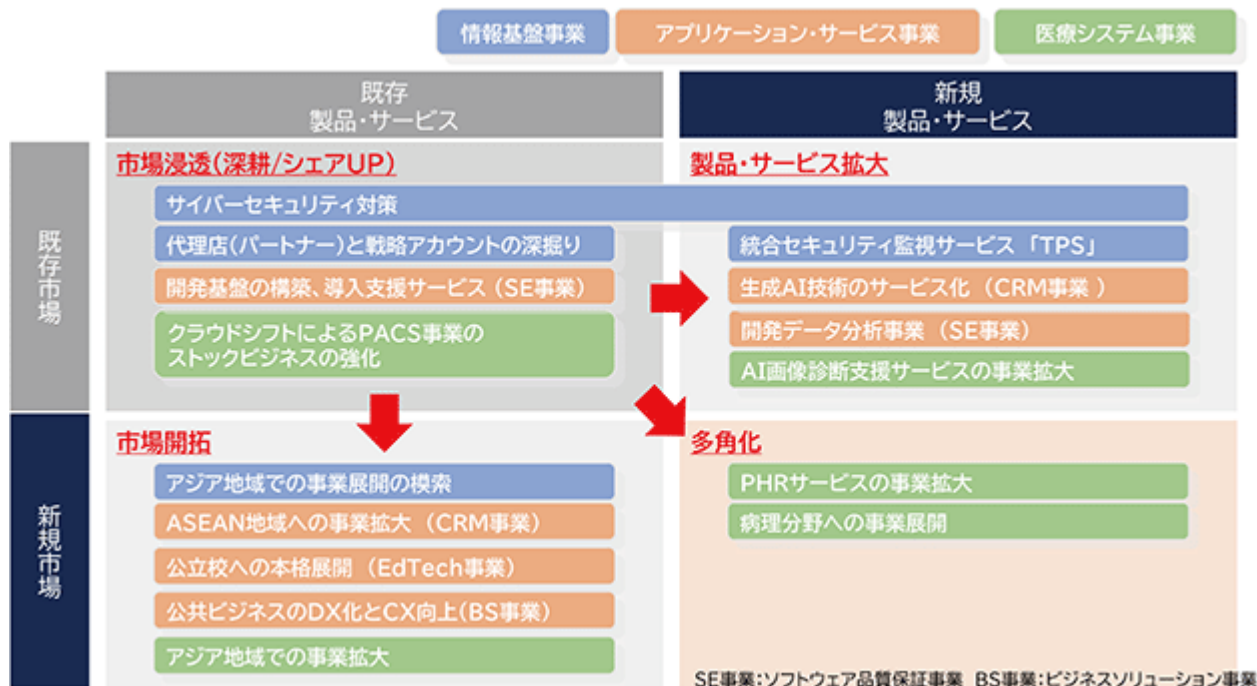 情報基盤事業
アプリケーション・サービス事業
医療システム事業
既存
製品・サービス
新規
製品・サービス
既存市場
市場浸透(深耕/シェアUP)
サイバーセキュリティ対策
代理店(パートナー)と戦略アカウントの深掘り
開発基盤の構築、導入支援サービス(SE事業)
クラウドシフトによるPACS事業の
ストックビジネスの強化
製品・サービス拡大
統合セキュリティ監視サービス「TPS」
生成AI技術のサービス化 (CRM事業 )
開発データ分析事業 (SE事業)
AI画像診断支援サービスの事業拡大
新規市場
市場開拓
アジア地域での事業展開の模索
ASEAN地域への事業拡大 (CRM事業)
公立校への本格展開 (EdTech事業)
公共ビジネスのDX化とCX向上(BS事業)
アジア地域での事業拡大
多角化
PHRサービスの事業拡大
病理分野への事業展開
SE事業:ソフトウェア品質保証事業 BS事業:ビジネスソリューション事業